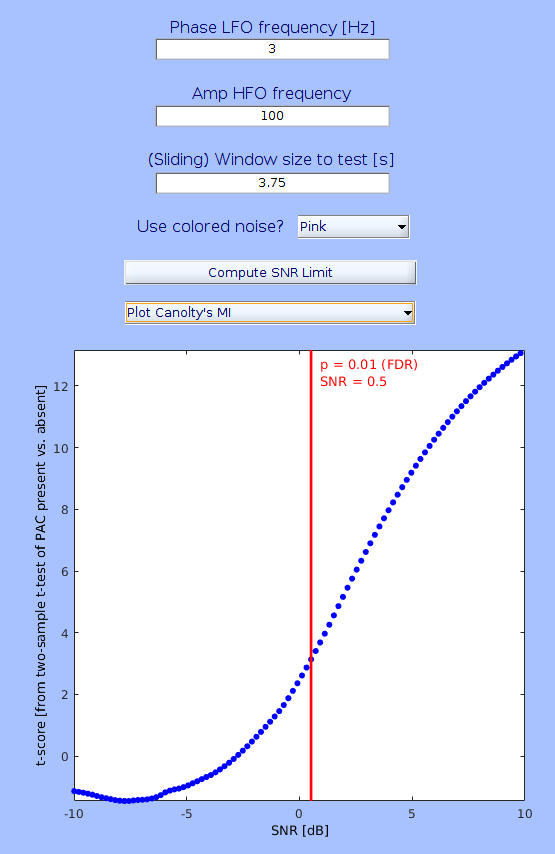 Phase LFO frequency [Hz]
3
Amp HFO frequency
100
(Sliding) Window size to test [s]
3.75
Use colored noise? Pink
Compute SNR Limit
Plot Canolty's MI
p = 0.01 (FDR)
SNR = 0.5
t-score [from two-sample t-test of PAC present vs. absent]
12
10
8
6
4
2
0
-10 -5 0 5 10
SNR [dB]